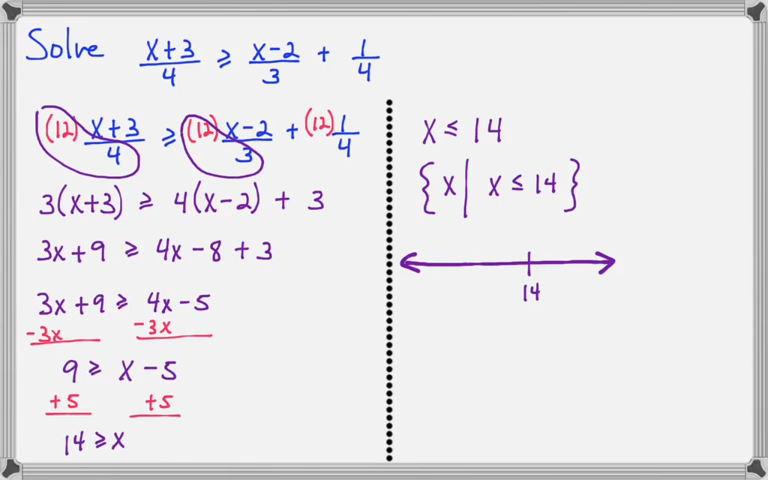 Solve x+3/4 ≥ x-2/3 + 1/4
(12) x+3/4 ≥ (12) x-2/3 + (12) 1/4
3(x+3) ≥ 4(x-2) + 3
3x+9 ≥ 4x-8+3
3x+9 ≥ 4x-5
-3x -3x
9 ≥ x-5
+5 +5
14 ≥ x
x ≤ 14
{x| x ≤ 14}
14